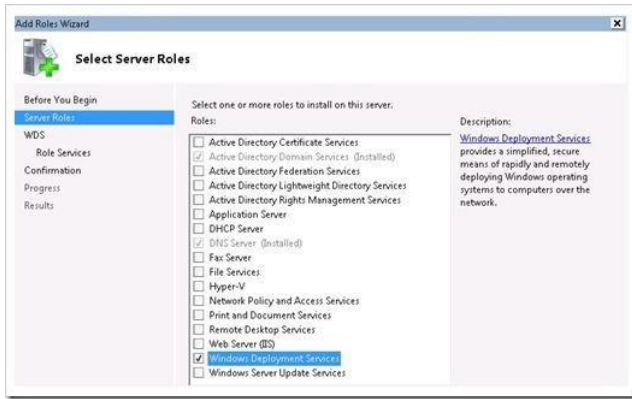 Add Roles Wizard
Select Server Roles
Before You Begin
Server Roles
WDS
Role Services
Confirmation
Progress
Results
Select one or more roles to install on this server.
Roles:
Active Directory Certificate Services
Active Directory Domain Services (Installed)
Active Directory Federation Services
Active Directory Lightweight Directory Services
Active Directory Rights Management Services
Application Server
DHCP Server
DNS Server (Installed)
Fax Server
File Services
Hyper-V
Network Policy and Access Services
Print and Document Services
Remote Desktop Services
Web Server (IIS)
Windows Deployment Services
Windows Server Update Services
Description:
Windows Deployment Services
provides a simplified, secure
means of rapidly and remotely
deploying Windows operating
systems to computers over the
network.